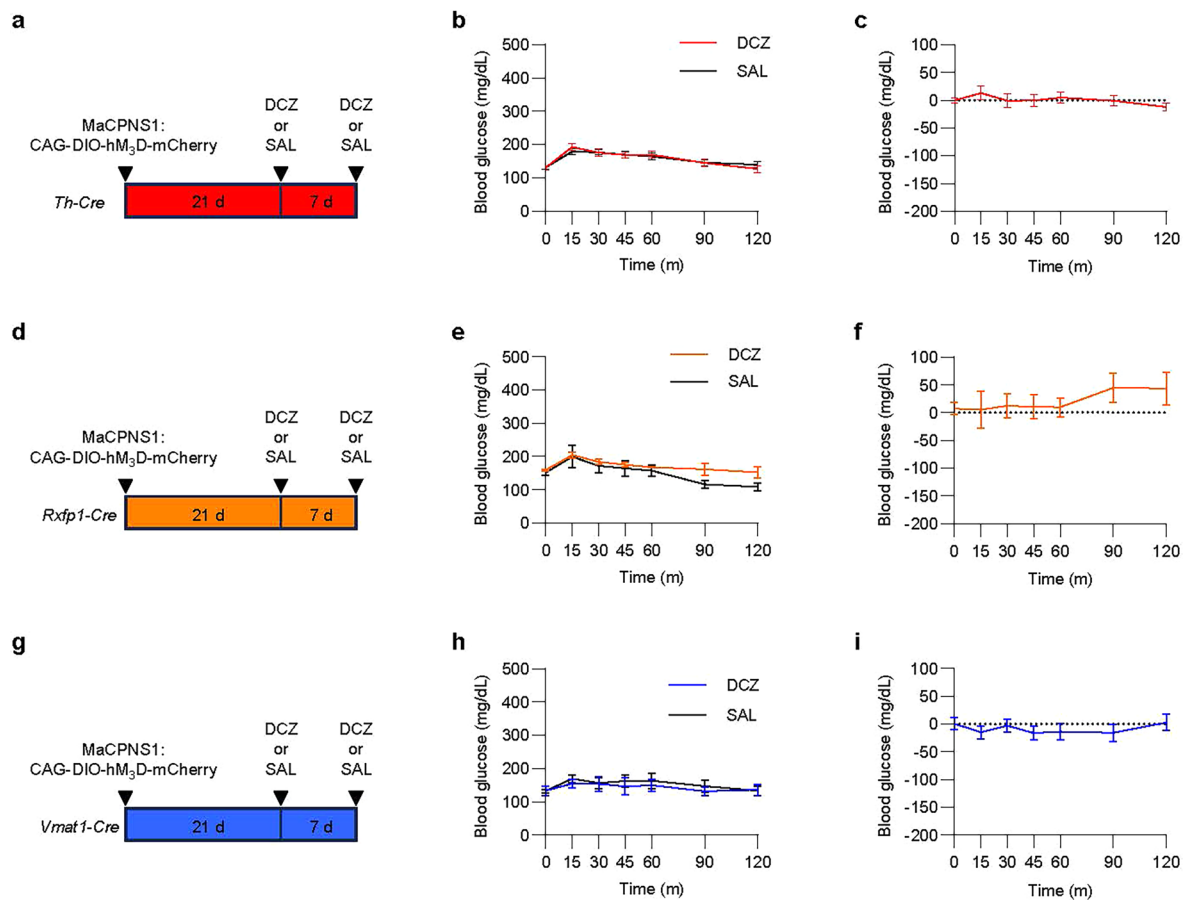 a
MaCPNS1:
CAG-DIO-hM₃D-mCherry
DCZ
or
SAL
DCZ
or
SAL
Th-Cre
21 d
7 d
b
Blood glucose (mg/dL)
500
400
300
200
100
0
DCZ
SAL
0 15 30 45 60 90 120
Time (m)
c
Blood glucose (mg/dL)
100
50
0
-50
-100
-150
-200
0 15 30 45 60 90 120
Time (m)
d
MaCPNS1:
CAG-DIO-hM₃D-mCherry
DCZ
or
SAL
DCZ
or
SAL
Rxfp1-Cre
21 d
7 d
e
Blood glucose (mg/dL)
500
400
300
200
100
0
DCZ
SAL
0 15 30 45 60 90 120
Time (m)
f
Blood glucose (mg/dL)
100
50
0
-50
-100
-150
-200
0 15 30 45 60 90 120
Time (m)
g
MaCPNS1:
CAG-DIO-hM₃D-mCherry
DCZ
or
SAL
DCZ
or
SAL
Vmat1-Cre
21 d
7 d
h
Blood glucose (mg/dL)
500
400
300
200
100
0
DCZ
SAL
0 15 30 45 60 90 120
Time (m)
i
Blood glucose (mg/dL)
100
50
0
-50
-100
-150
-200
0 15 30 45 60 90 120
Time (m)